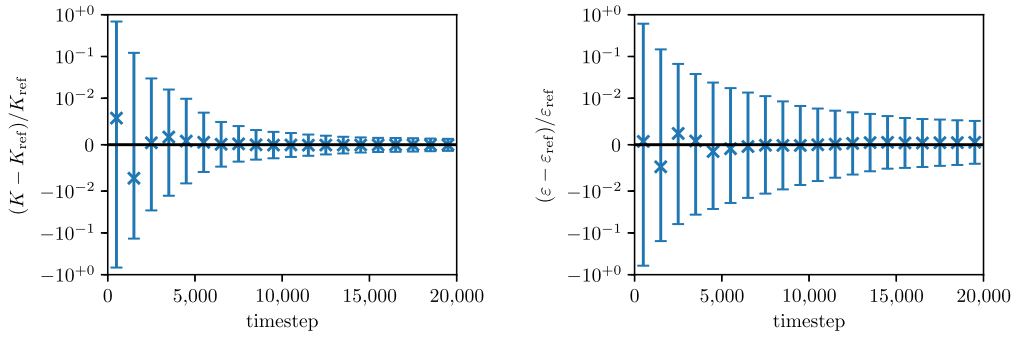 (K − K_ref)/K_ref
10^{+0}
10^{−1}
10^{−2}
0
−10^{−2}
−10^{−1}
−10^{+0}
0 5,000 10,000 15,000 20,000
timestep
(ε − ε_ref)/ε_ref
10^{+0}
10^{−1}
10^{−2}
0
−10^{−2}
−10^{−1}
−10^{+0}
0 5,000 10,000 15,000 20,000
timestep